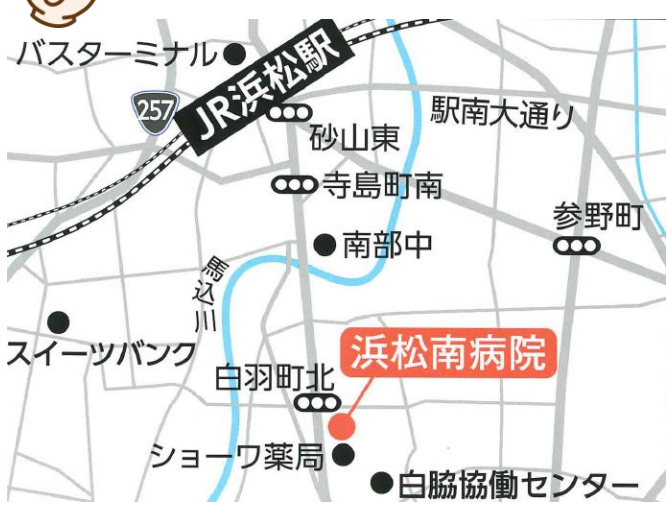 バスターミナル
JR浜松駅
257
砂山東
駅南大通り
寺島町南
参野町
南部中
馬込川
スイーツバンク
浜松南病院
白羽町北
ショーワ薬局
白脇協働センター